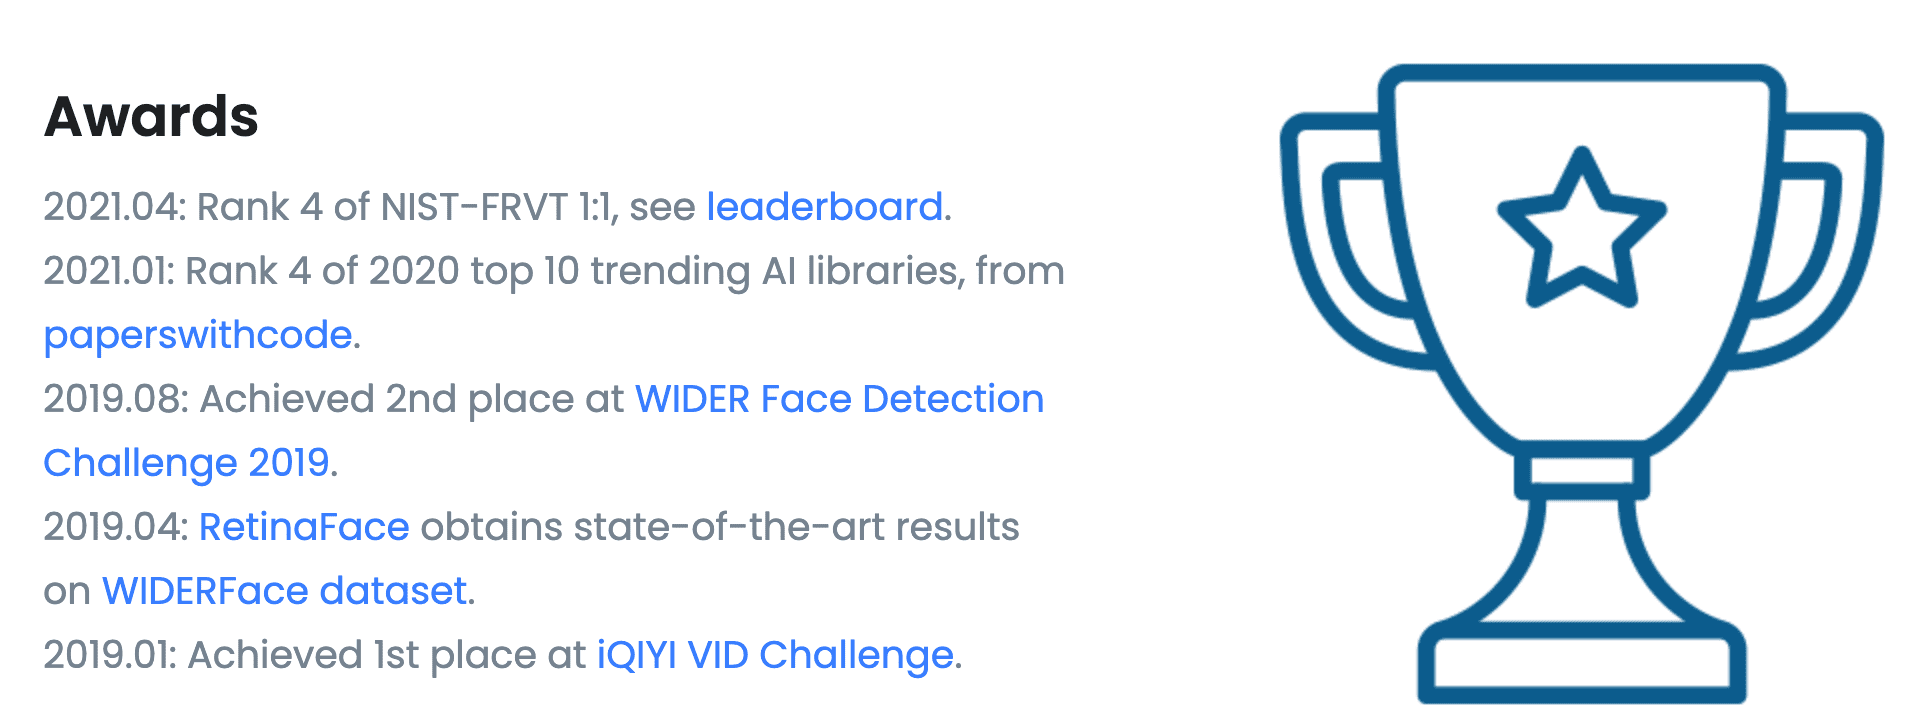 Awards
2021.04: Rank 4 of NIST-FRVT 1:1, see leaderboard.
2021.01: Rank 4 of 2020 top 10 trending AI libraries, from
paperswithcode.
2019.08: Achieved 2nd place at WIDER Face Detection
Challenge 2019.
2019.04: RetinaFace obtains state-of-the-art results
on WIDERFace dataset.
2019.01: Achieved 1st place at iQIYI VID Challenge.